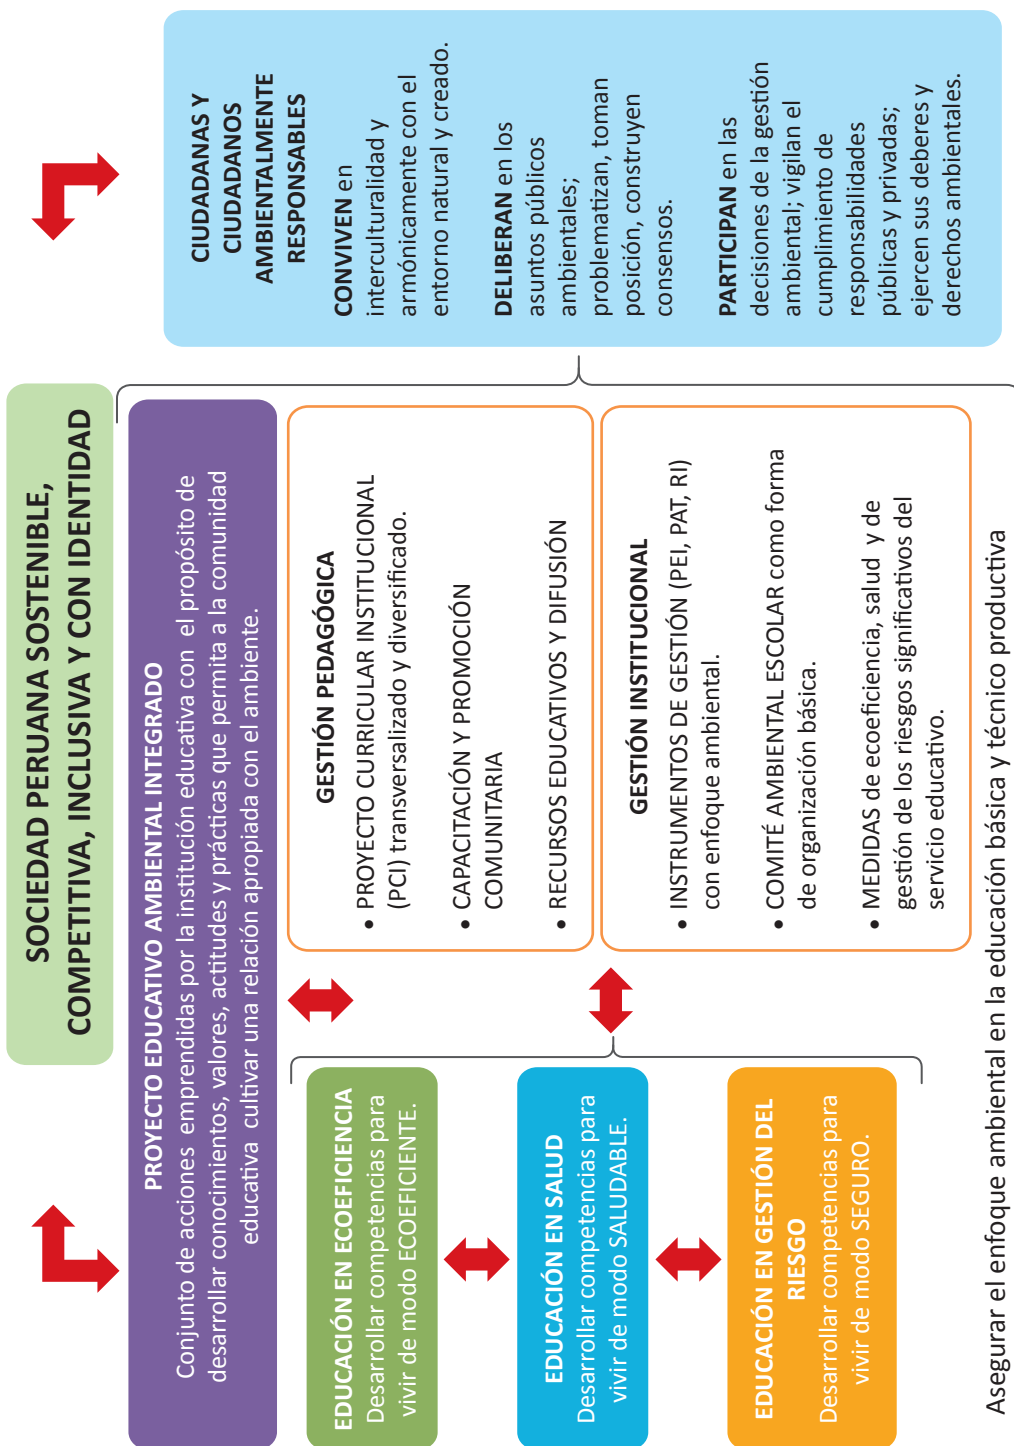 SOCIEDAD PERUANA SOSTENIBLE,
COMPETITIVA, INCLUSIVA Y CON IDENTIDAD
PROYECTO EDUCATIVO AMBIENTAL INTEGRADO
Conjunto de acciones emprendidas por la institución educativa con el propósito de
desarrollar conocimientos, valores, actitudes y prácticas que permita a la comunidad
educativa cultivar una relación apropiada con el ambiente.
EDUCACIÓN EN ECOEFICIENCIA
Desarrollar competencias para
vivir de modo ECOEFICIENTE.
EDUCACIÓN EN SALUD
Desarrollar competencias para
vivir de modo SALUDABLE.
EDUCACIÓN EN GESTIÓN DEL
RIESGO
Desarrollar competencias para
vivir de modo SEGURO.
GESTIÓN PEDAGÓGICA
• PROYECTO CURRICULAR INSTITUCIONAL
(PCI) transversalizado y diversificado.
• CAPACITACIÓN Y PROMOCIÓN
COMUNITARIA
• RECURSOS EDUCATIVOS Y DIFUSIÓN
GESTIÓN INSTITUCIONAL
• INSTRUMENTOS DE GESTIÓN (PEI, PAT, RI)
con enfoque ambiental.
• COMITÉ AMBIENTAL ESCOLAR como forma
de organización básica.
• MEDIDAS de ecoeficiencia, salud y de
gestión de los riesgos significativos del
servicio educativo.
CIUDADANAS Y
CIUDADANOS
AMBIENTALMENTE
RESPONSABLES
CONVIVEN en
interculturalidad y
armónicamente con el
entorno natural y creado.
DELIBERAN en los
asuntos públicos
ambientales;
problematizan, toman
posición, construyen
consensos.
PARTICIPAN en las
decisiones de la gestión
ambiental; vigilan el
cumplimiento de
responsabilidades
públicas y privadas;
ejercen sus deberes y
derechos ambientales.
Asegurar el enfoque ambiental en la educación básica y técnico productiva